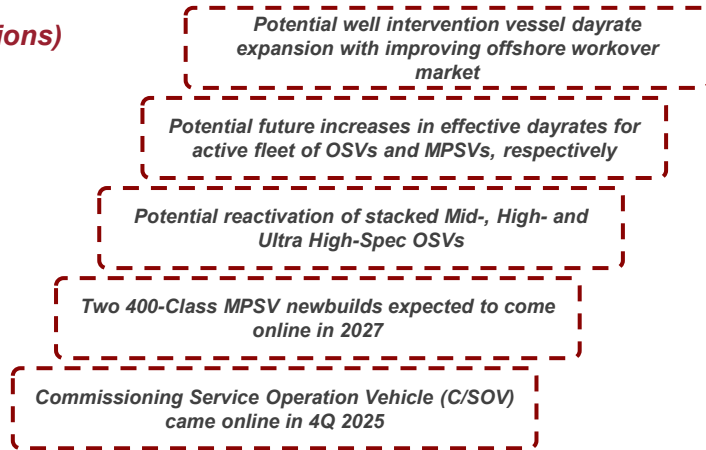 ions)
Potential well intervention vessel dayrate
expansion with improving offshore workover
market
Potential future increases in effective dayrates for
active fleet of OSVs and MPSVs, respectively
Potential reactivation of stacked Mid-, High- and
Ultra High-Spec OSVs
Two 400-Class MPSV newbuilds expected to come
online in 2027
Commissioning Service Operation Vehicle (C/SOV)
came online in 4Q 2025